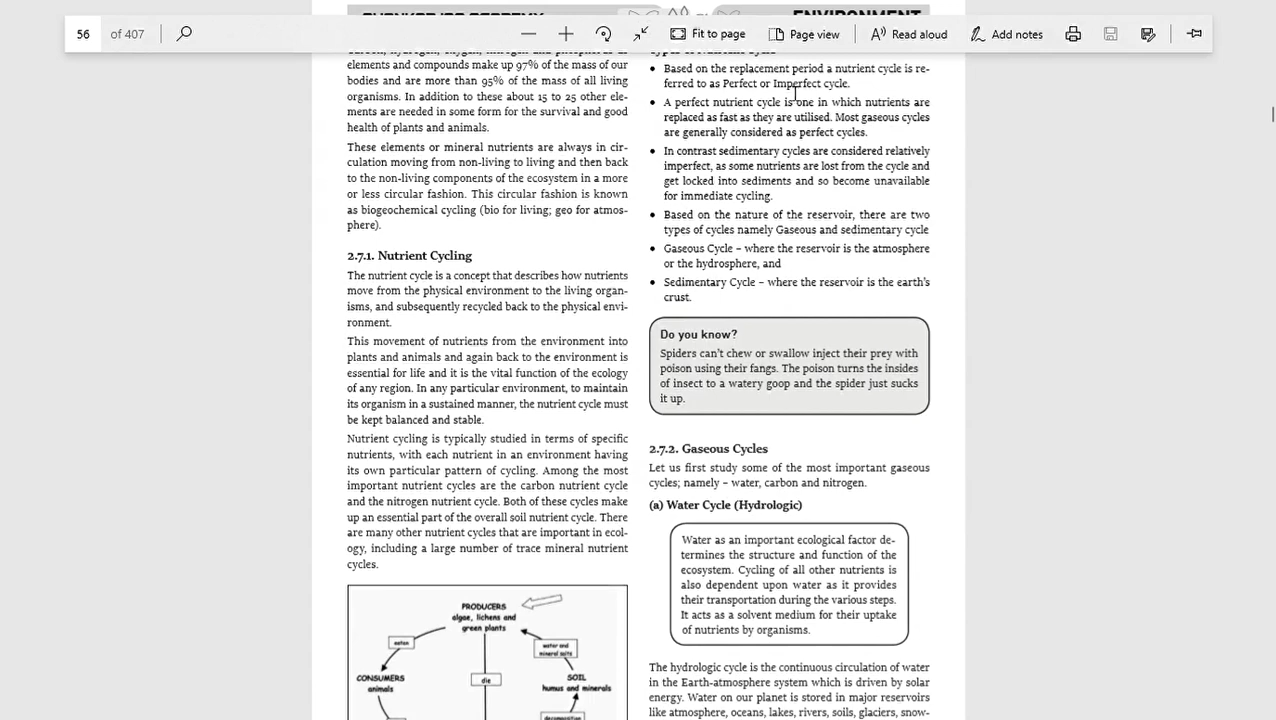 56 of 407
Fit to page
Page view
Read aloud
Add notes
ENVIRONMENT
elements and compounds make up 97% of the mass of our
bodies and are more than 95% of the mass of all living
organisms. In addition to these about 15 to 25 other ele-
ments are needed in some form for the survival and good
health of plants and animals.
These elements or mineral nutrients are always in cir-
culation moving from non-living to living and then back
to the non-living components of the ecosystem in a more
or less circular fashion. This circular fashion is known
as biogeochemical cycling (bio for living; geo for atmos-
phere).
2.7.1. Nutrient Cycling
The nutrient cycle is a concept that describes how nutrients
move from the physical environment to the living organ-
isms, and subsequently recycled back to the physical envi-
ronment.
This movement of nutrients from the environment into
plants and animals and again back to the environment is
essential for life and it is the vital function of the ecology
of any region. In any particular environment, to maintain
its organism in a sustained manner, the nutrient cycle must
be kept balanced and stable.
Nutrient cycling is typically studied in terms of specific
nutrients, with each nutrient in an environment having
its own particular pattern of cycling. Among the most
important nutrient cycles are the carbon nutrient cycle
and the nitrogen nutrient cycle. Both of these cycles make
up an essential part of the overall soil nutrient cycle. There
are many other nutrient cycles that are important in ecol-
ogy, including a large number of trace mineral nutrient
cycles.
PRODUCERS
algae, lichens and
green plants
eaten
water and
mineral salts
CONSUMERS
animals
die
SOIL
humus and minerals
decomposition
• Based on the replacement period a nutrient cycle is re-
ferred to as Perfect or Imperfect cycle.
• A perfect nutrient cycle is one in which nutrients are
replaced as fast as they are utilised. Most gaseous cycles
are generally considered as perfect cycles.
• In contrast sedimentary cycles are considered relatively
imperfect, as some nutrients are lost from the cycle and
get locked into sediments and so become unavailable
for immediate cycling.
• Based on the nature of the reservoir, there are two
types of cycles namely Gaseous and sedimentary cycle
• Gaseous Cycle – where the reservoir is the atmosphere
or the hydrosphere, and
• Sedimentary Cycle – where the reservoir is the earth's
crust.
Do you know?
Spiders can't chew or swallow inject their prey with
poison using their fangs. The poison turns the insides
of insect to a watery goop and the spider just sucks
it up.
2.7.2. Gaseous Cycles
Let us first study some of the most important gaseous
cycles; namely – water, carbon and nitrogen.
(a) Water Cycle (Hydrologic)
Water as an important ecological factor de-
termines the structure and function of the
ecosystem. Cycling of all other nutrients is
also dependent upon water as it provides
their transportation during the various steps.
It acts as a solvent medium for their uptake
of nutrients by organisms.
The hydrologic cycle is the continuous circulation of water
in the Earth-atmosphere system which is driven by solar
energy. Water on our planet is stored in major reservoirs
like atmosphere, oceans, lakes, rivers, soils, glaciers, snow-